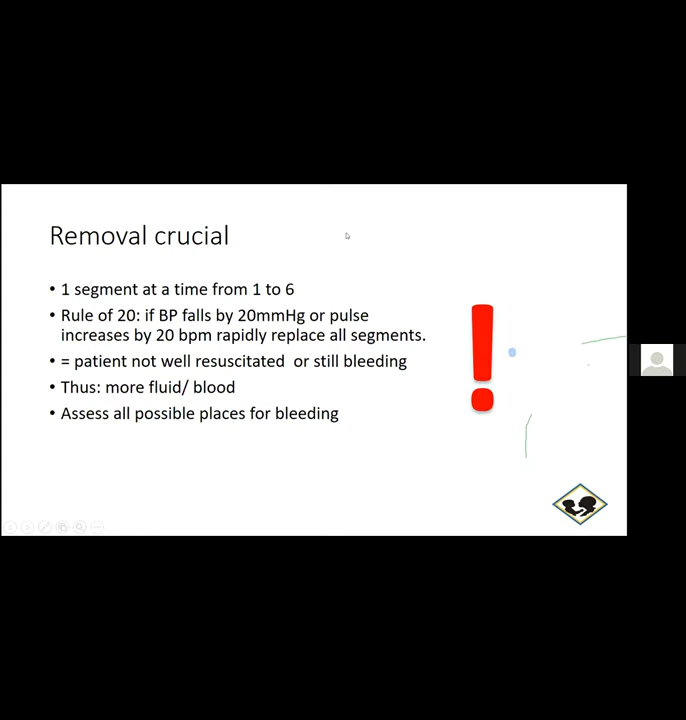 Removal crucial
• 1 segment at a time from 1 to 6
• Rule of 20: if BP falls by 20mmHg or pulse
increases by 20 bpm rapidly replace all segments.
• = patient not well resuscitated  or still bleeding
• Thus: more fluid/ blood
• Assess all possible places for bleeding